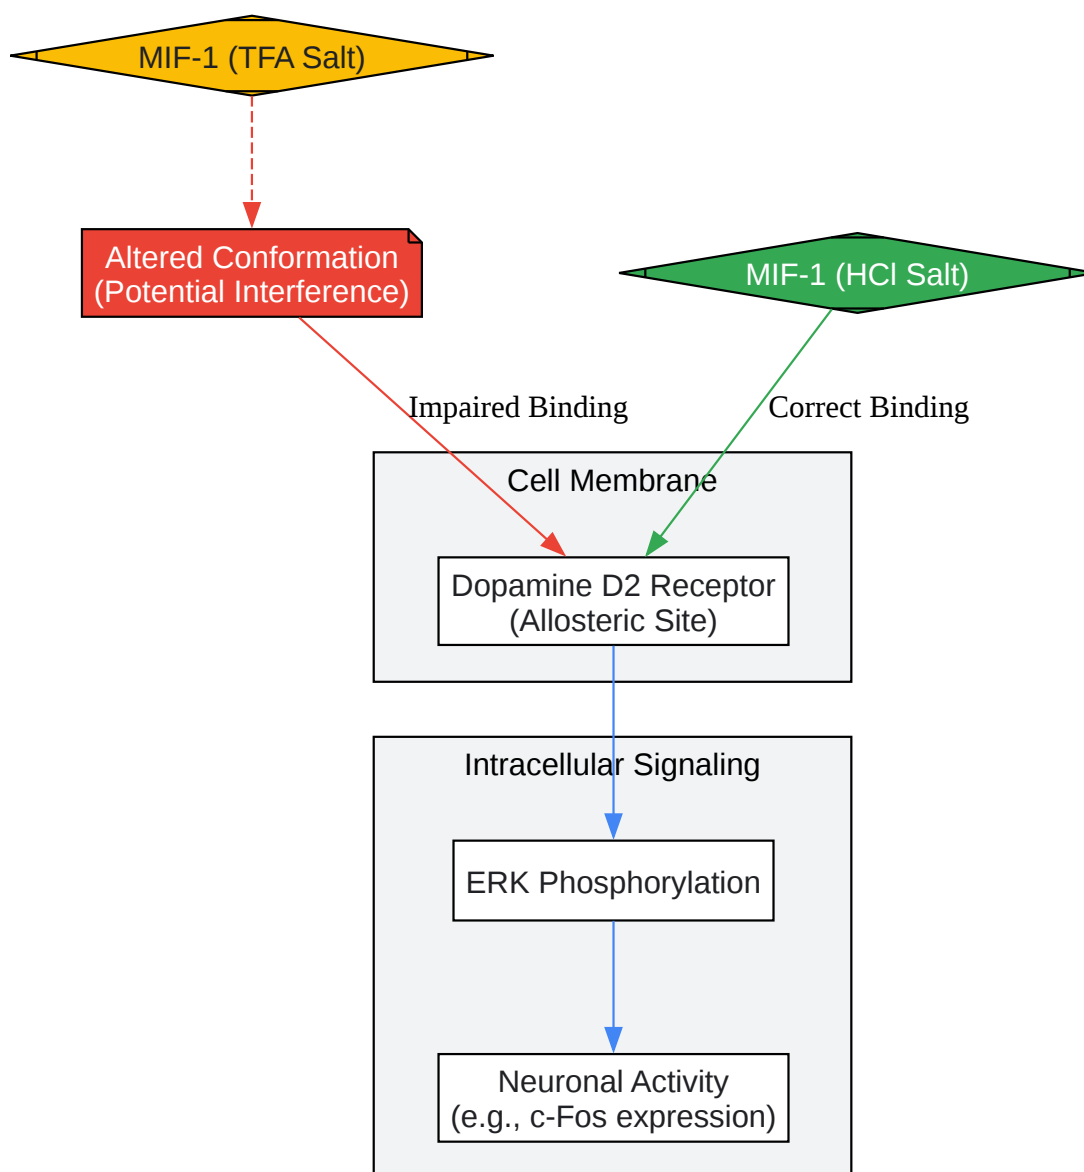 MIF-1 (TFA Salt)
Altered Conformation
(Potential Interference)
MIF-1 (HCl Salt)
Impaired Binding
Correct Binding
Cell Membrane
Dopamine D2 Receptor
(Allosteric Site)
Intracellular Signaling
ERK Phosphorylation
Neuronal Activity
(e.g., c-Fos expression)